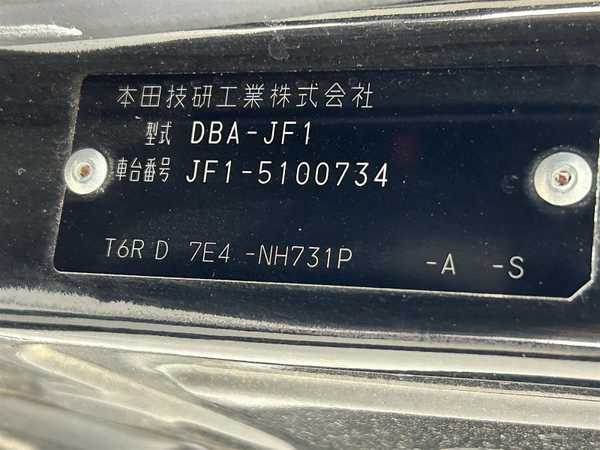 本田技研工業株式会社
型式 DBA-JF1
車台番号 JF1-5100734
T6R D 7E4 -NH731P -A -S